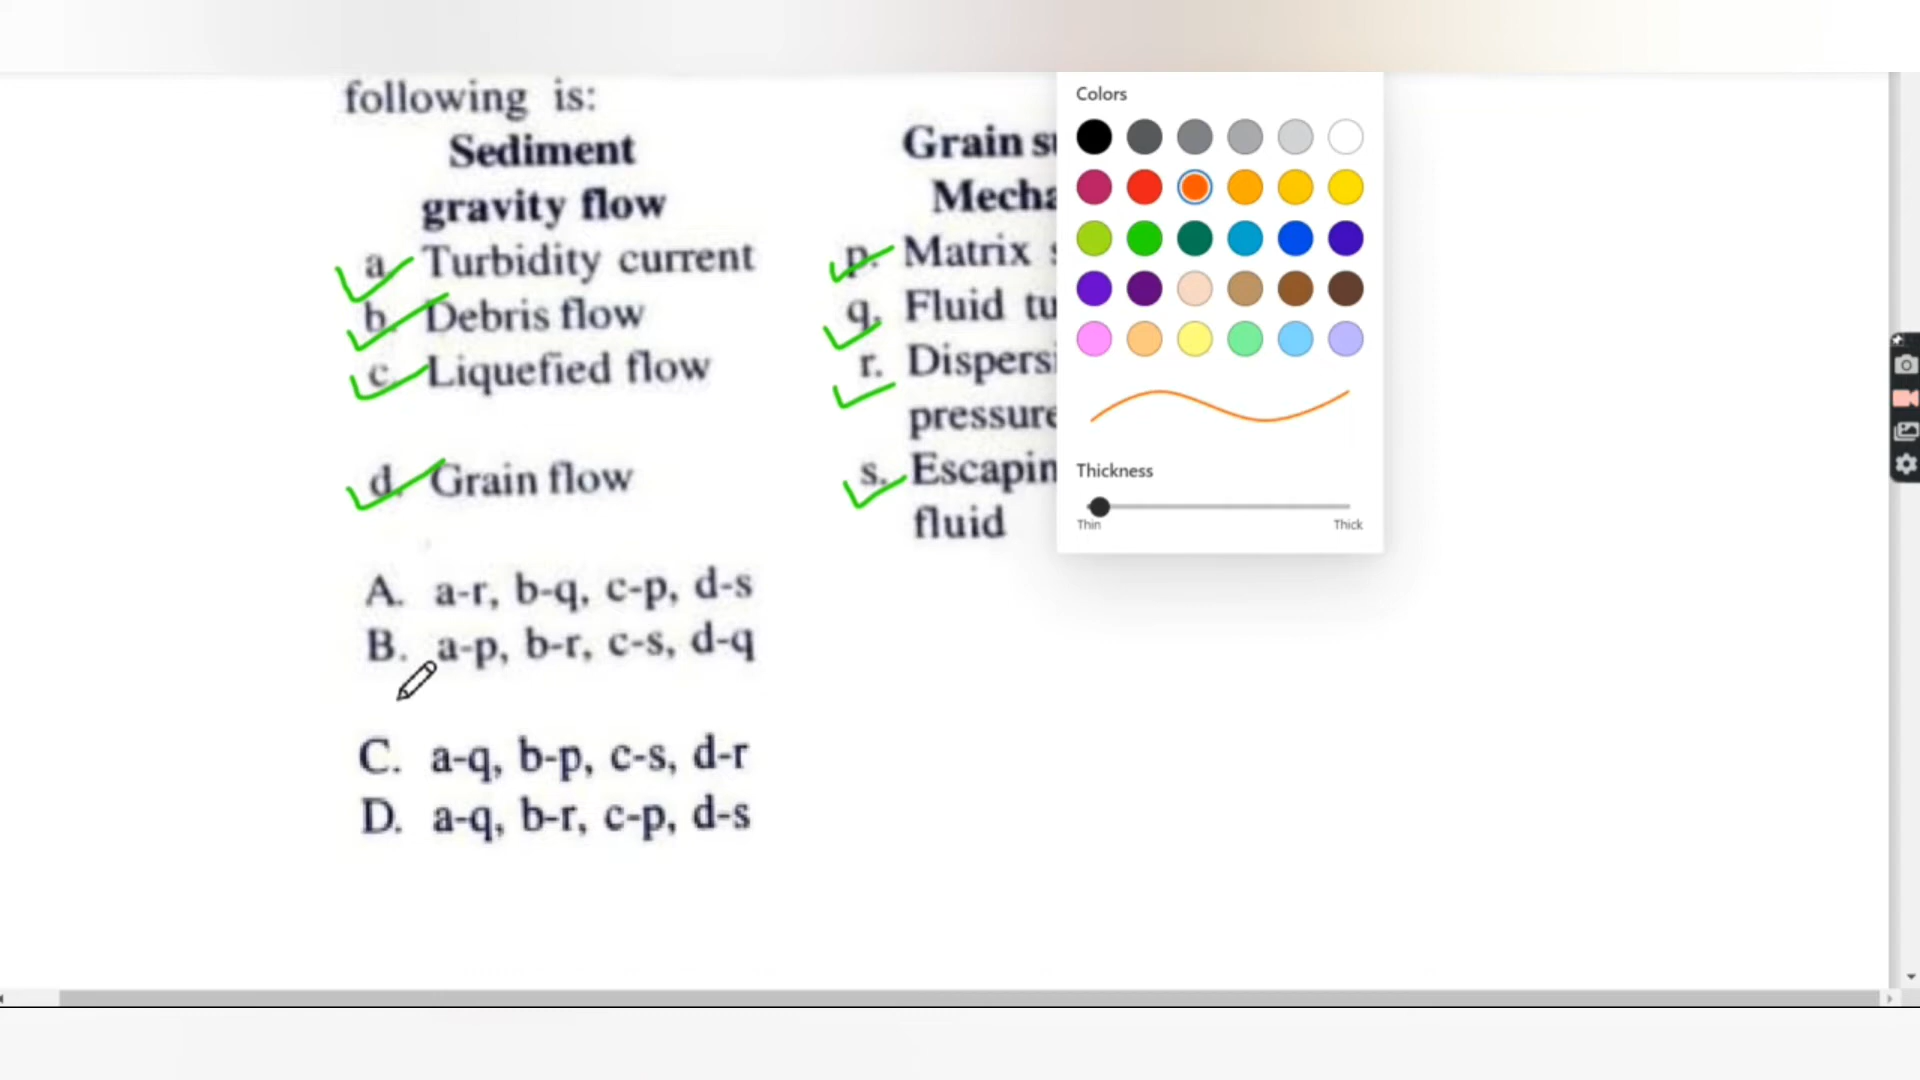 following is:
Sediment
gravity flow
a. Turbidity current
b. Debris flow
c. Liquefied flow
d. Grain flow
Grain
Mecha
p. Matrix
q. Fluid tu
r. Dispersi
pressure
s. Escapin
fluid
A. a-r, b-q, c-p, d-s
B. a-p, b-r, c-s, d-q
C. a-q, b-p, c-s, d-r
D. a-q, b-r, c-p, d-s
Colors
Thickness
Thin
Thick